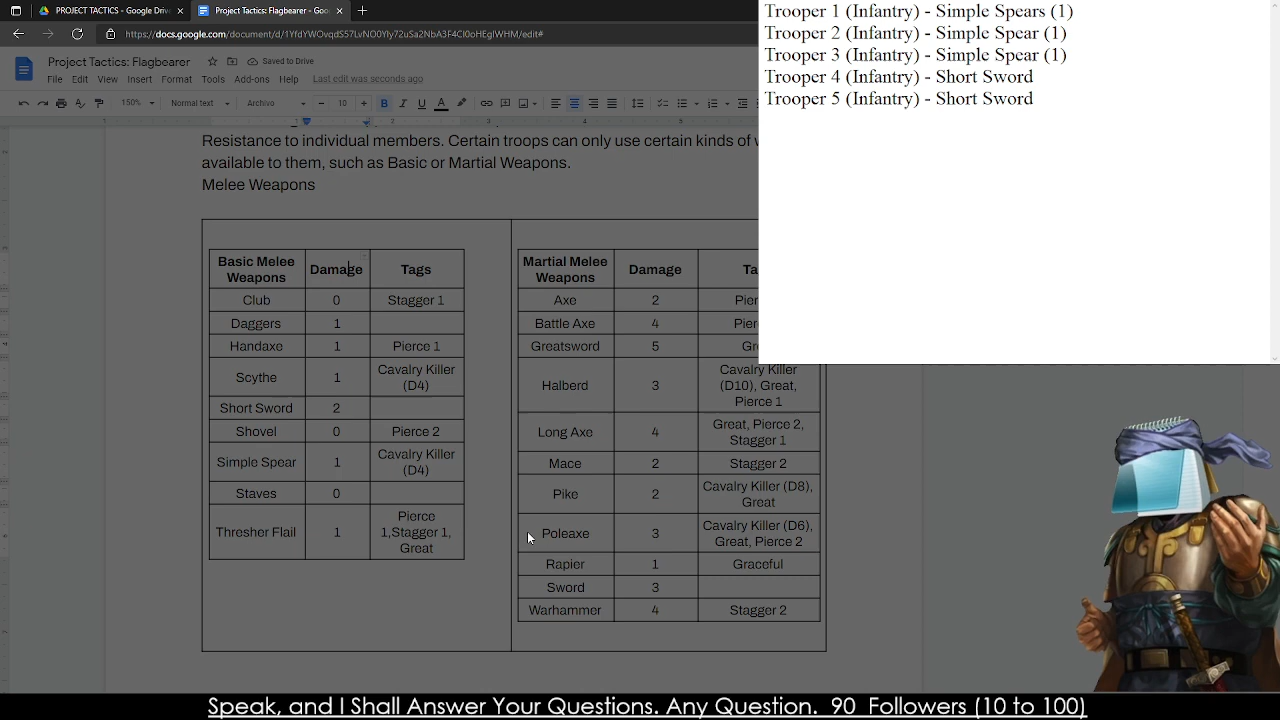 PROJECT TACTICS - Google Driv
Project Tactics: Flagbearer - Goo
https://docs.google.com/document/d/1YfdYWOvqdS57LvNO0Yly72uSa2NbA3F4Cl0oHEglWHM/edit#
Project Tactics: Flagbearer
Saved to Drive
File Edit View Insert Format Tools Add-ons Help Last edit was seconds ago
150% Normal text Archivo 10 B I U A
Resistance to individual members. Certain troops can only use certain kinds of w
available to them, such as Basic or Martial Weapons.
Melee Weapons
Basic Melee Weapons Damage Tags
Club 0 Stagger 1
Daggers 1
Handaxe 1 Pierce 1
Scythe 1 Cavalry Killer (D4)
Short Sword 2
Shovel 0 Pierce 2
Simple Spear 1 Cavalry Killer (D4)
Staves 0
Thresher Flail 1 Pierce 1,Stagger 1, Great
Martial Melee Weapons Damage Ta
Axe 2 Pier
Battle Axe 4 Pier
Greatsword 5 Gr
Halberd 3 Cavalry Killer (D10), Great, Pierce 1
Long Axe 4 Great, Pierce 2, Stagger 1
Mace 2 Stagger 2
Pike 2 Cavalry Killer (D8), Great
Poleaxe 3 Cavalry Killer (D6), Great, Pierce 2
Rapier 1 Graceful
Sword 3
Warhammer 4 Stagger 2
Trooper 1 (Infantry) - Simple Spears (1)
Trooper 2 (Infantry) - Simple Spear (1)
Trooper 3 (Infantry) - Simple Spear (1)
Trooper 4 (Infantry) - Short Sword
Trooper 5 (Infantry) - Short Sword
Speak, and I Shall Answer Your Questions. Any Question. 90 Followers (10 to 100)